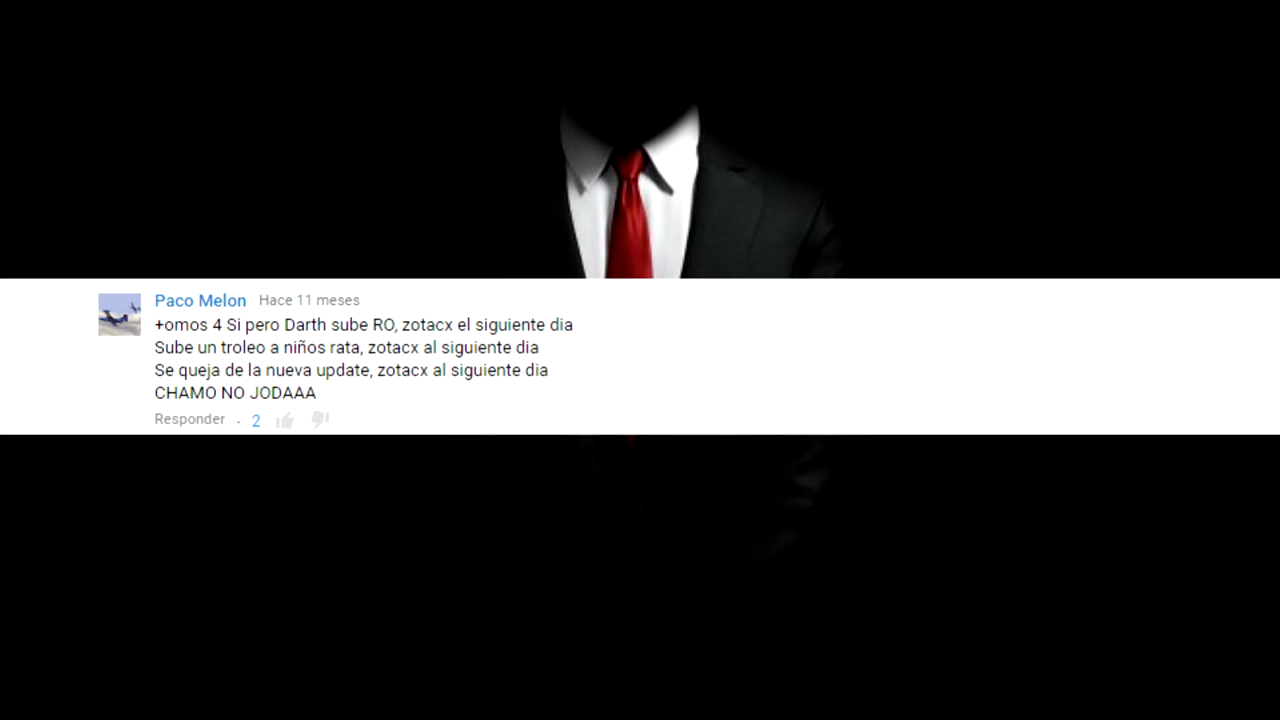 Paco Melon Hace 11 meses
+omos 4 Si pero Darth sube RO, zotacx el siguiente dia
Sube un troleo a niños rata, zotacx al siguiente dia
Se queja de la nueva update, zotacx al siguiente dia
CHAMO NO JODAAA
Responder . 2